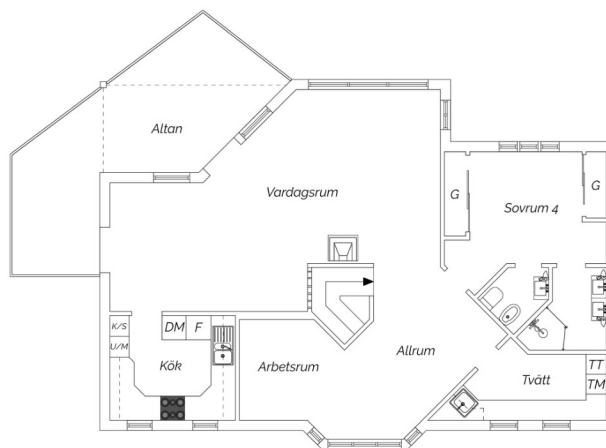 Altan
Vardagsrum
G
G
Sovrum 4
K/S
U/M
DM F
Kök
Arbetsrum
Allrum
Tvätt
TT
TM